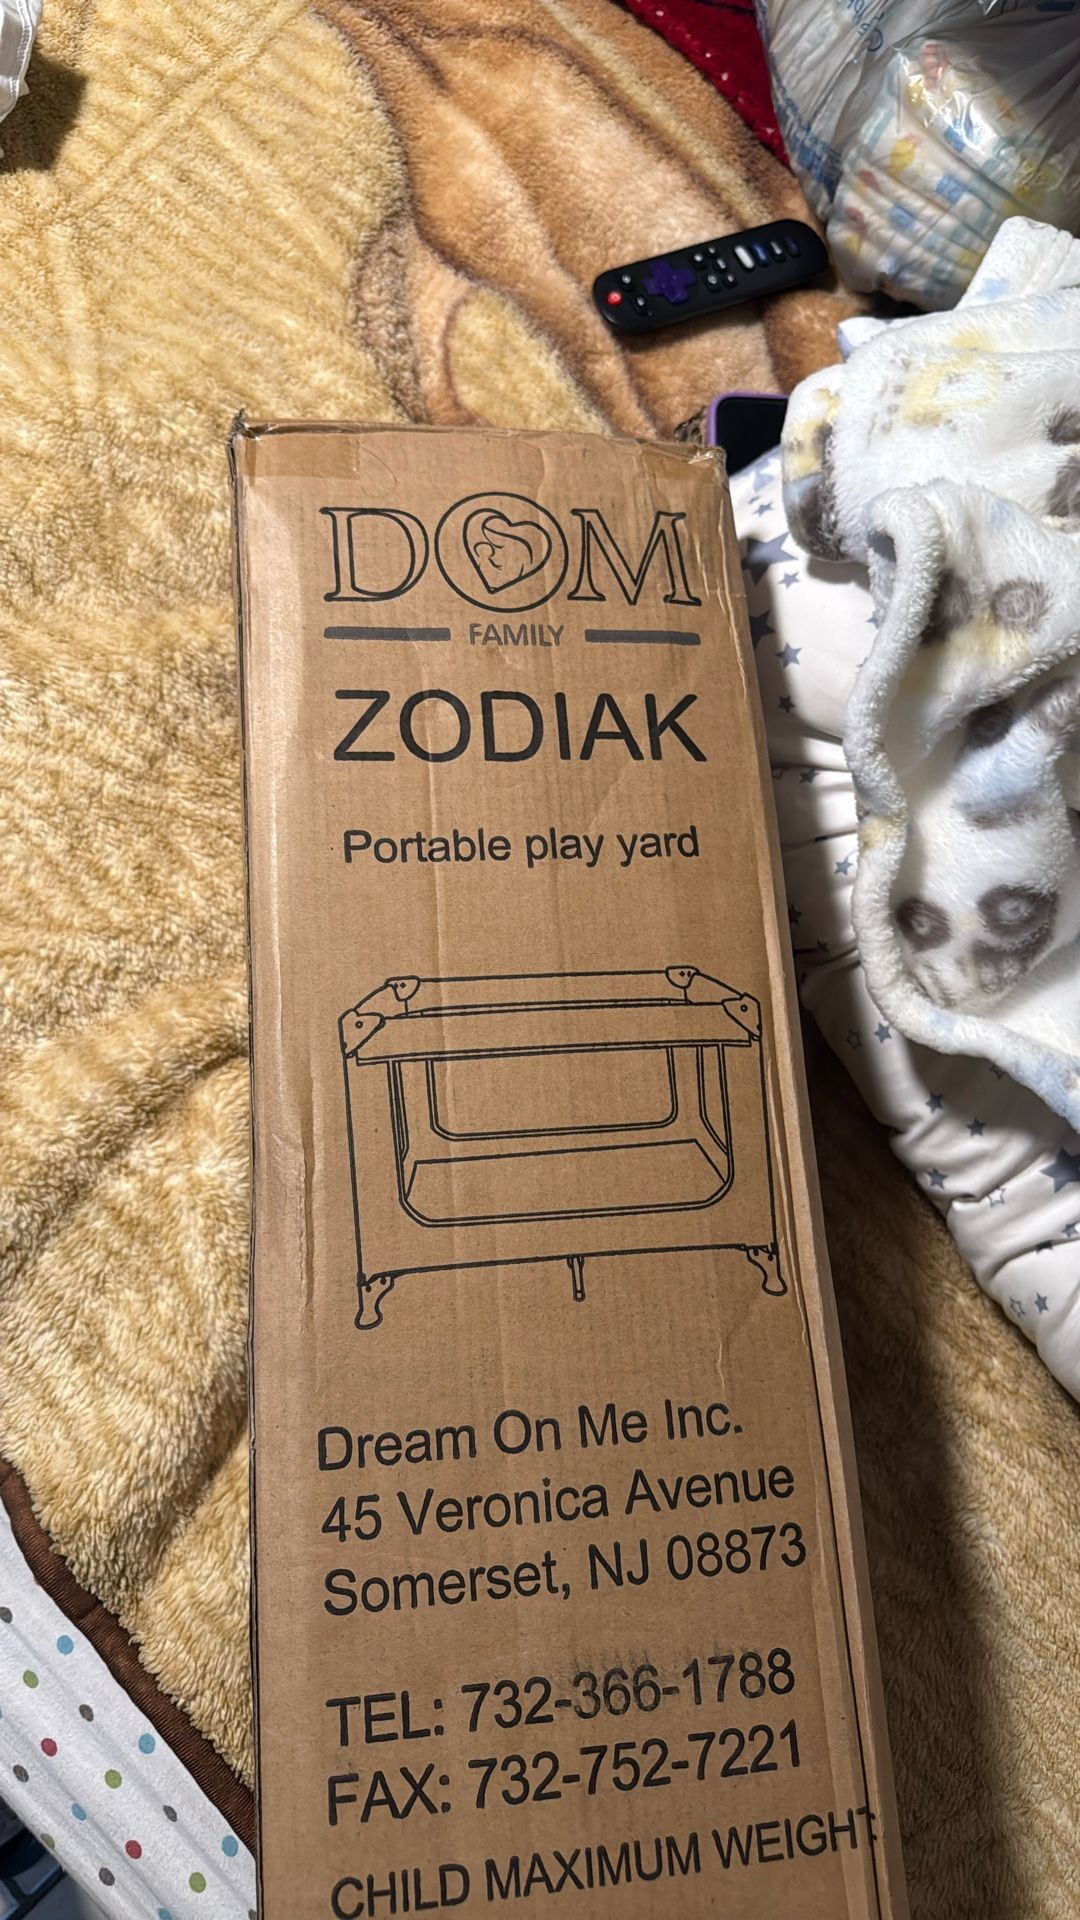 DOM
FAMILY
ZODIAK
Portable play yard
Dream On Me Inc.
45 Veronica Avenue
Somerset, NJ 08873
TEL: 732-366-1788
FAX: 732-752-7221
CHILD MAXIMUM WEIGHT: